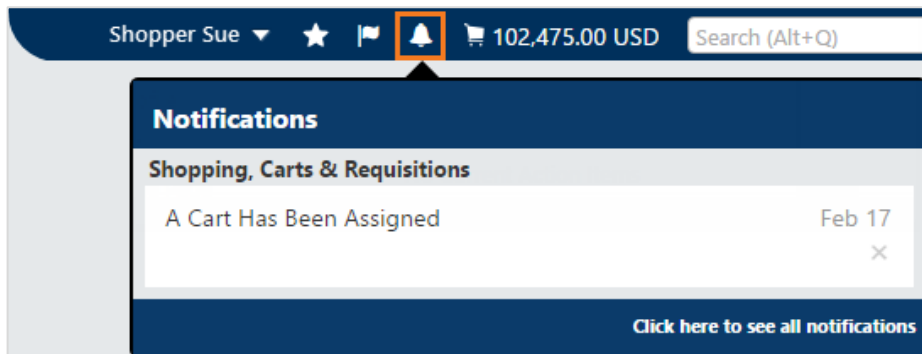 Shopper Sue 102,475.00 USD Search (Alt+Q)
Notifications
Shopping, Carts & Requisitions
A Cart Has Been Assigned Feb 17
Click here to see all notifications